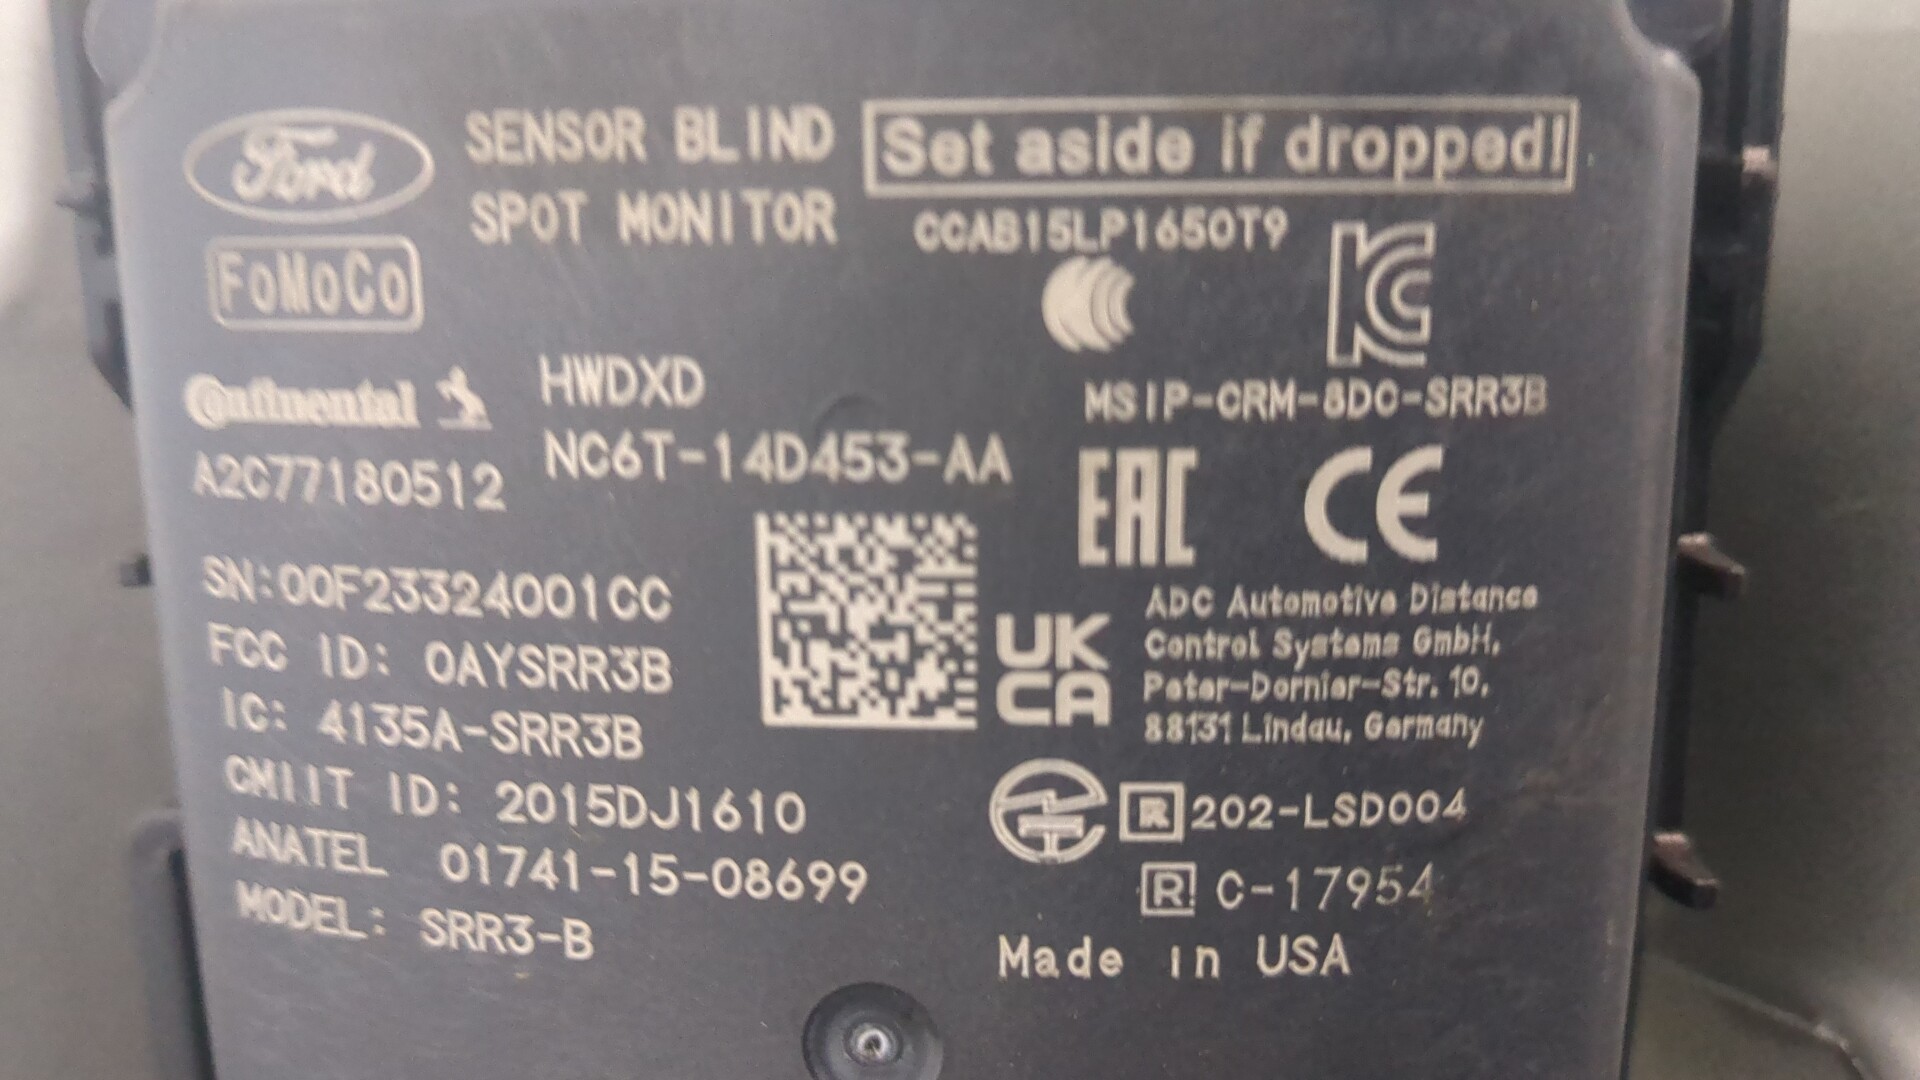 Ford
SENSOR BLIND
SPOT MONITOR
Set aside if dropped!
FoMoCo
CCAB15LP1650T9
Continental
HWDXD
MSIP-CRM-8DC-SRR3B
A2C77180512
NC6T-14D453-AA
EAC
CE
SN:00F23324001CC
FCC ID: OAYSRR3B
IC: 4135A-SRR3B
CMIIT ID: 2015DJ1610
ANATEL 01741-15-08699
MODEL: SRR3-B
UK
CA
ADC Automotive Distance
Control Systems GmbH.
Peter-Dornier-Str. 10.
88131 Lindau, Germany
R 202-LSD004
R C-17954
Made in USA